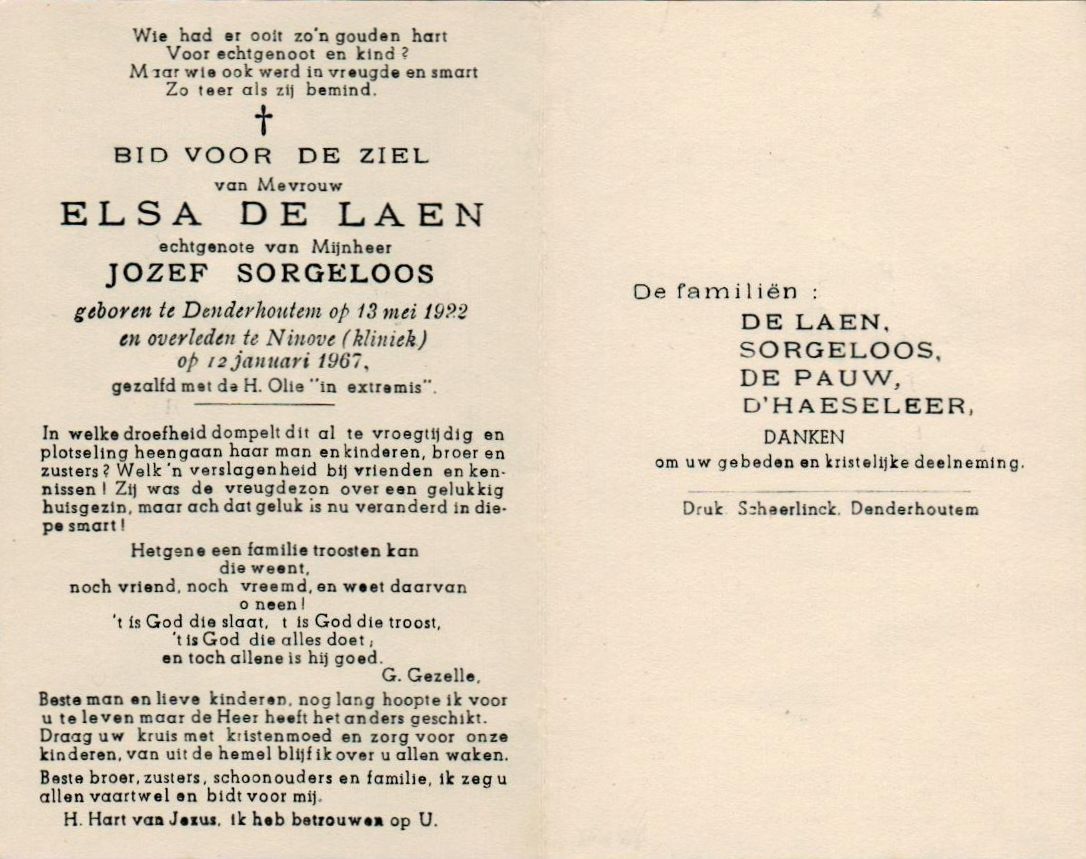 Wie had er ooit zo'n gouden hart
Voor echtgenoot en kind?
Maar wie ook werd in vreugde en smart
Zo teer als zij bemind.
BID VOOR DE ZIEL
van Mevrouw
ELSA DE LAEN
echtgenote van Mijnheer
JOZEF SORGELOOS
geboren te Denderhoutem op 13 mei 1922
en overleden te Ninove (kliniek)
op 12 januari 1967,
gezalfd met de H. Olie "in extremis".
In welke droefheid dompelt dit al te vroegtijdig en
plotseling heengaan haar man en kinderen, broer en
zusters? Welk 'n verslagenheid bij vrienden en ken-
nissen! Zij was de vreugdezon over een gelukkig
huisgezin, maar ach dat geluk is nu veranderd in die-
pe smart!
Hetgene een familie troosten kan
die weent,
noch vriend, noch vreemd, en weet daarvan
o neen!
't is God die slaat, t is God die troost,
't is God die alles doet;
en toch allene is hij goed.
G. Gezelle,
Beste man en lieve kinderen, nog lang hoopte ik voor
u te leven maar de Heer heeft het anders geschikt.
Draag uw kruis met kristenmoed en zorg voor onze
kinderen, van uit de hemel blijf ik over u allen waken.
Beste broer, zusters, schoonouders en familie, ik zeg u
allen vaartwel en bidt voor mij.
H. Hart van Jezus, ik heb betrouwen op U.
De familiën :
DE LAEN,
SORGELOOS,
DE PAUW,
D'HAESELEER,
DANKEN
om uw gebeden en kristelijke deelneming.
Druk Scheerlinck, Denderhoutem